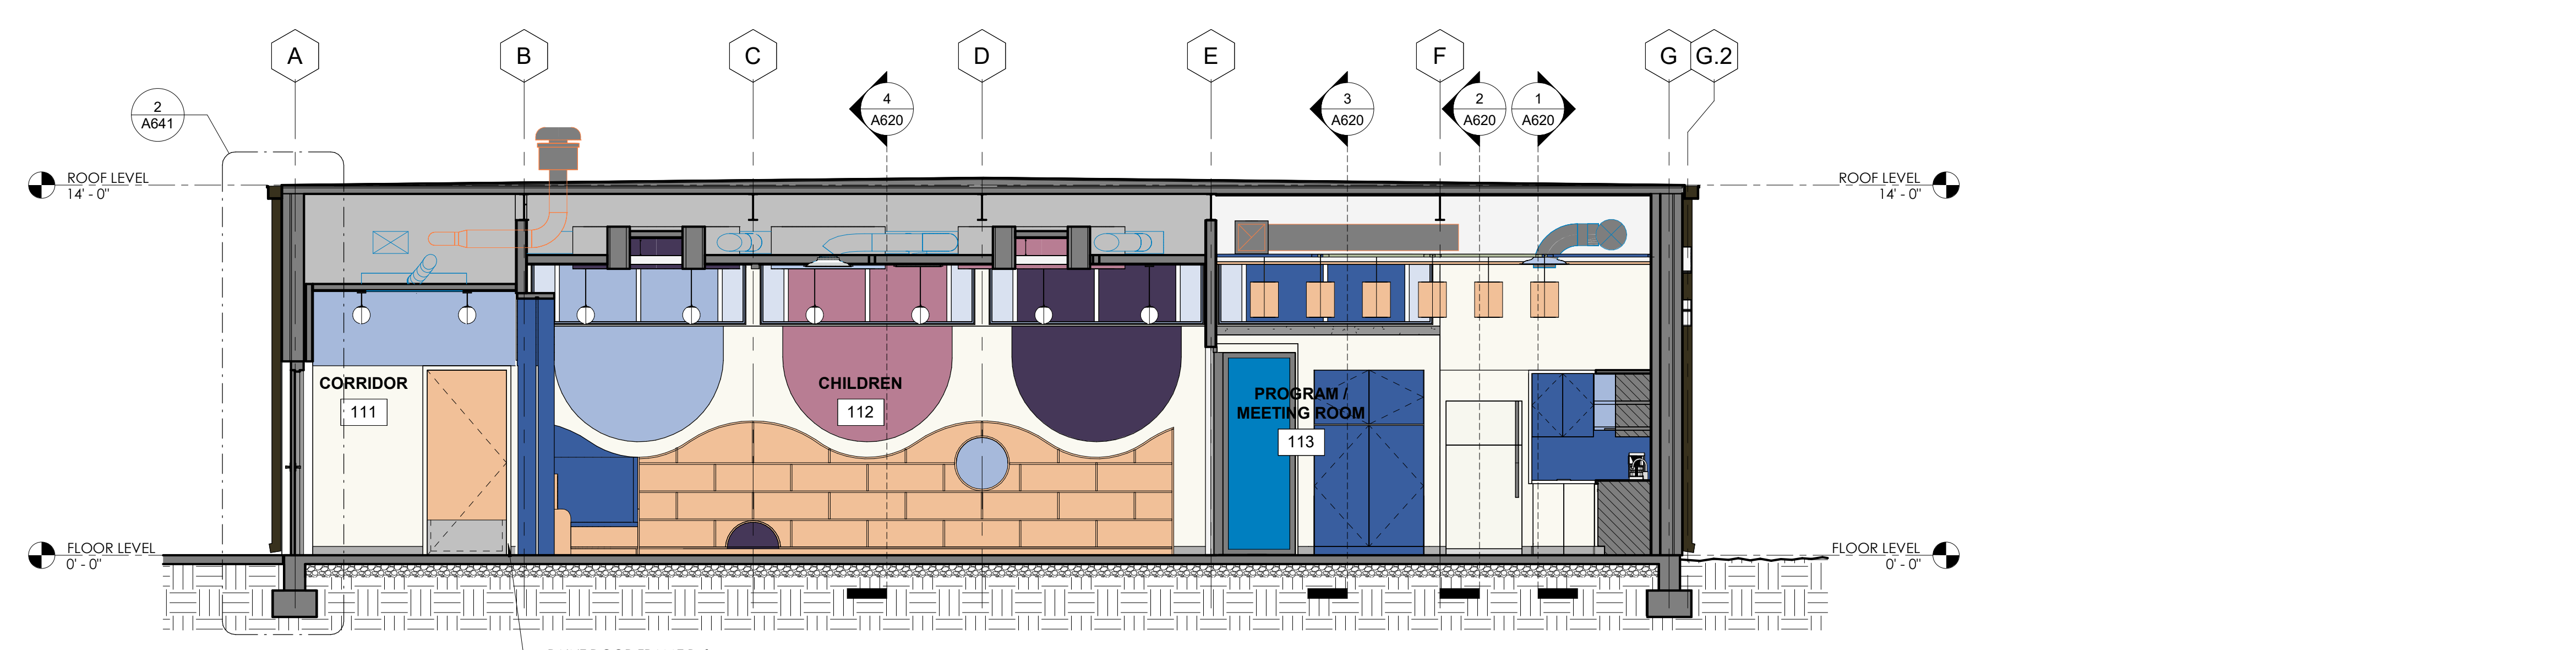 A
B
C
D
E
F
G
G.2
2
A641
4
A620
3
A620
2
A620
1
A620
ROOF LEVEL
14' - 0"
ROOF LEVEL
14' - 0"
CORRIDOR
111
CHILDREN
112
PROGRAM /
MEETING ROOM
113
FLOOR LEVEL
0' - 0"
FLOOR LEVEL
0' - 0"